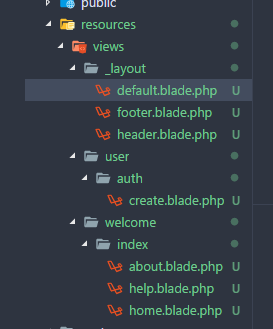 public
resources
views
_layout
default.blade.php U
footer.blade.php U
header.blade.php U
user
auth
create.blade.php U
welcome
index
about.blade.php U
help.blade.php U
home.blade.php U